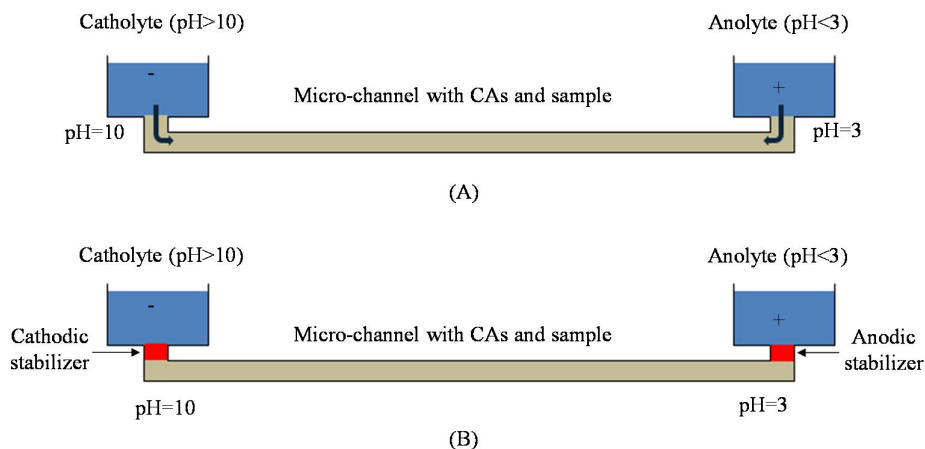 Catholyte (pH>10)
Anolyte (pH<3)
-
+
Micro-channel with CAs and sample
pH=10
pH=3
(A)
Catholyte (pH>10)
Anolyte (pH<3)
-
+
Cathodic
stabilizer
Micro-channel with CAs and sample
Anodic
stabilizer
pH=10
pH=3
(B)